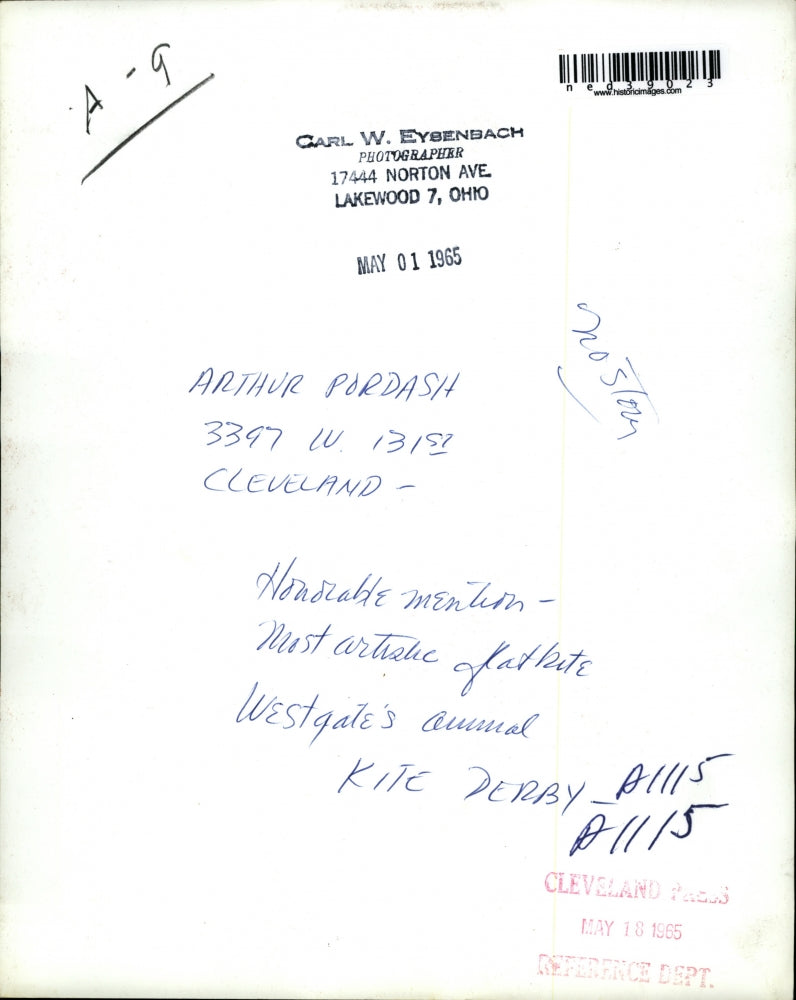 A-9
ned39023
www.historicimages.com
CARL W. EYSENBACH
PHOTOGRAPHER
17444 NORTON AVE.
LAKEWOOD 7, OHIO
MAY 01 1965
no story
ARTHUR PORDASH
3397 W. 131ST
CLEVELAND -
Honorable mention -
Most artistic flat kite
Westgate's annual
KITE DERBY - A1115
A1115
CLEVELAND PRESS
MAY 18 1965
REFERENCE DEPT.